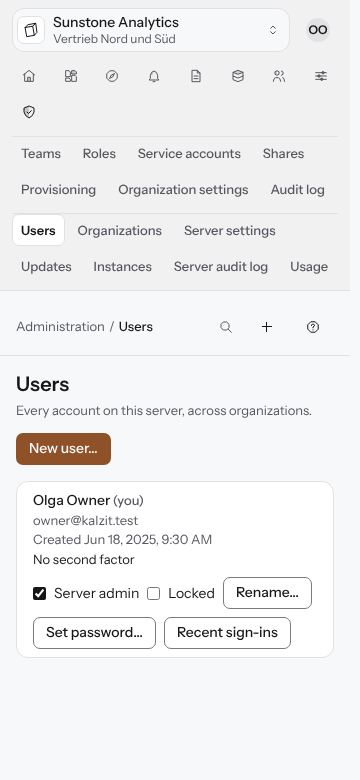 Sunstone Analytics
Vertrieb Nord und Süd
OO
Teams Roles Service accounts Shares
Provisioning Organization settings Audit log
Users Organizations Server settings
Updates Instances Server audit log Usage
Administration / Users
Users
Every account on this server, across organizations.
New user...
Olga Owner (you)
owner@kalzit.test
Created Jun 18, 2025, 9:30 AM
No second factor
Server admin Locked Rename...
Set password... Recent sign-ins